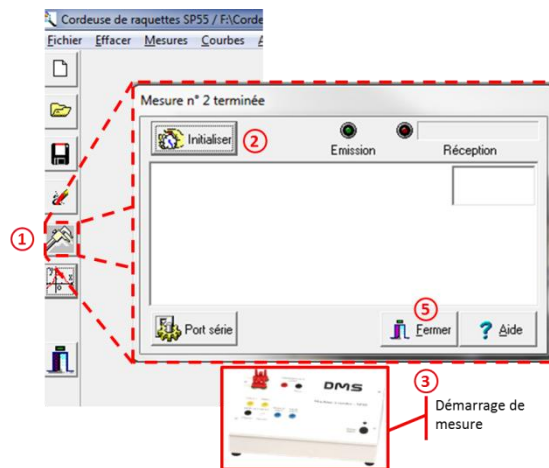 Cordeuse de raquettes SP55 / F:\Corde
Fichier Effacer Mesures Courbes A
Mesure n° 2 terminée
Initialiser
2
Emission
Réception
1
5
Port série
Fermer
Aide
3
DMS
Démarrage de
mesure